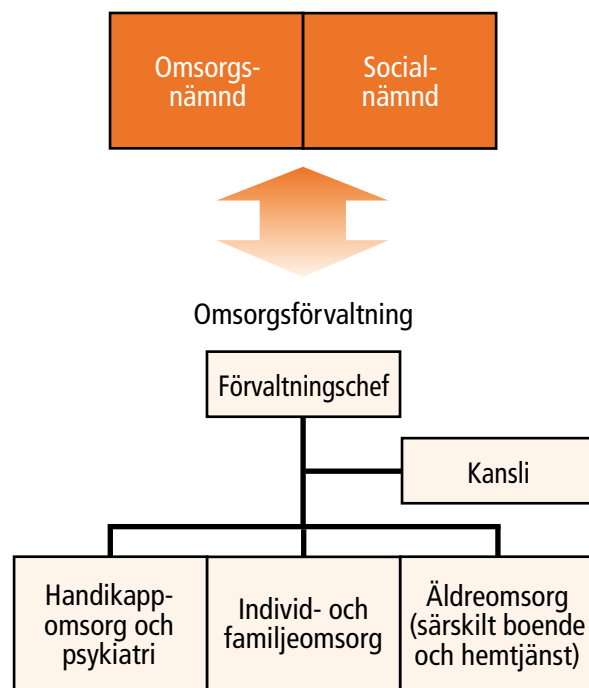 Omsorgs-
nämnd
Social-
nämnd
Omsorgsförvaltning
Förvaltningschef
Kansli
Handikapp-
omsorg och
psykiatri
Individ- och
familjeomsorg
Äldreomsorg
(särskilt boende
och hemtjänst)